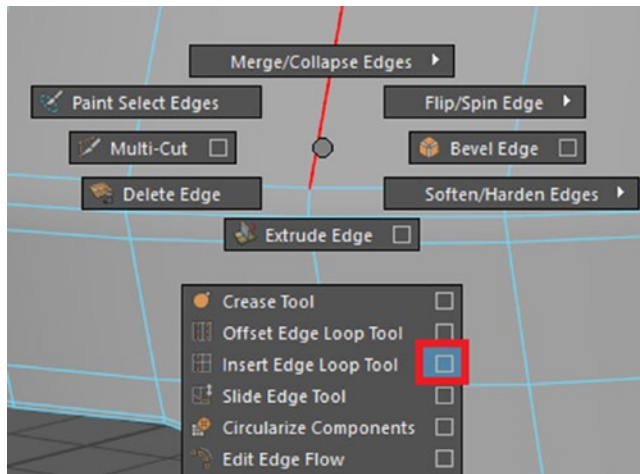 Merge/Collapse Edges
Paint Select Edges
Flip/Spin Edge
Multi-Cut
Bevel Edge
Delete Edge
Soften/Harden Edges
Extrude Edge
Crease Tool
Offset Edge Loop Tool
Insert Edge Loop Tool
Slide Edge Tool
Circularize Components
Edit Edge Flow